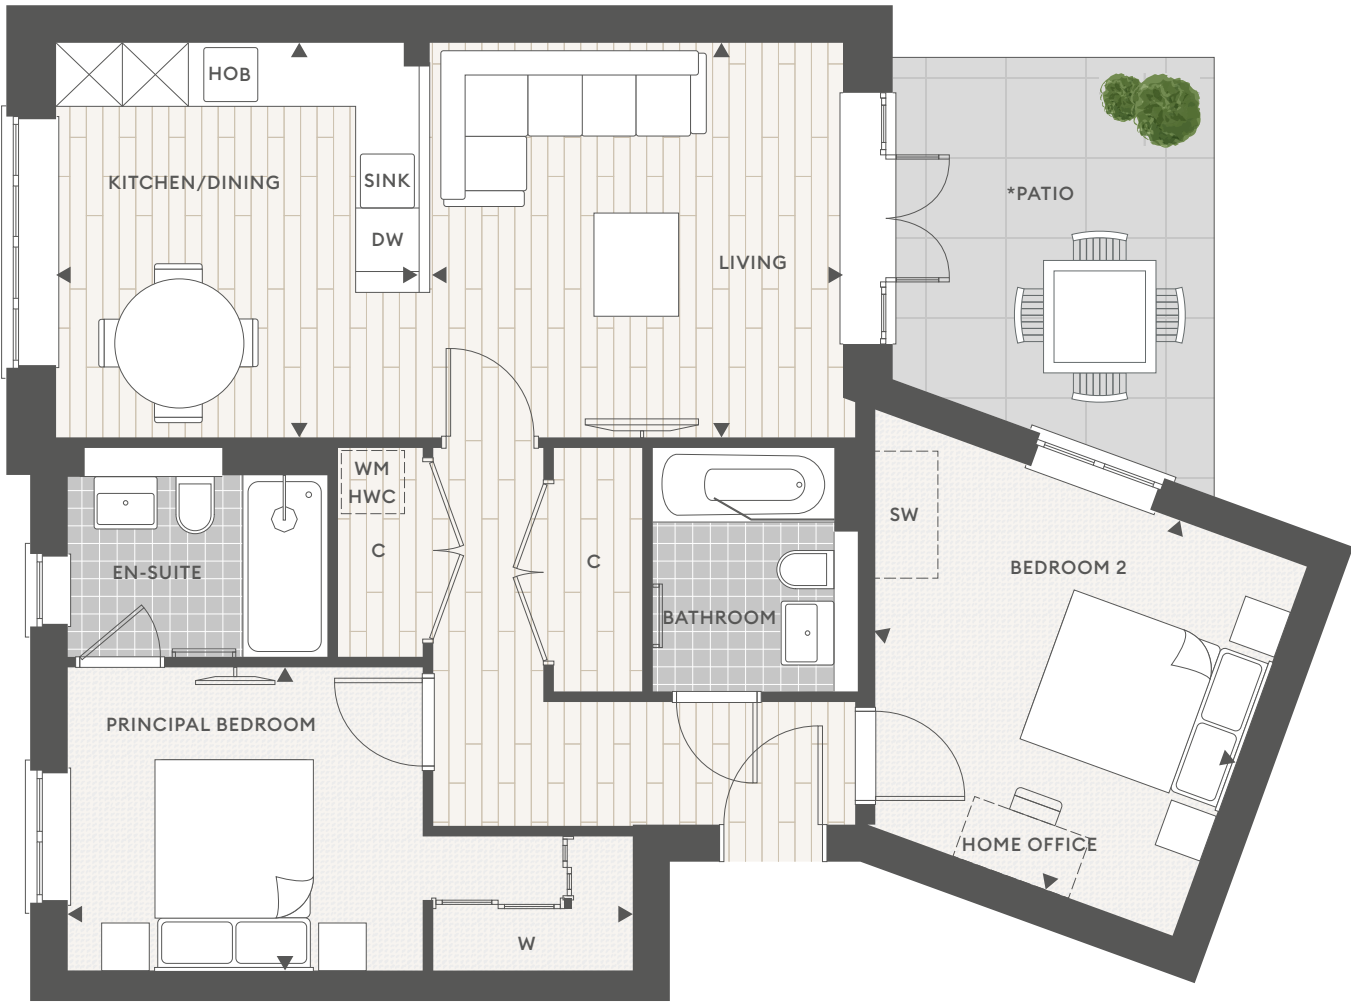 HOB
KITCHEN/DINING
SINK
DW
LIVING
*PATIO
WM
HWC
C
C
EN-SUITE
BATHROOM
SW
BEDROOM 2
PRINCIPAL BEDROOM
HOME OFFICE
W